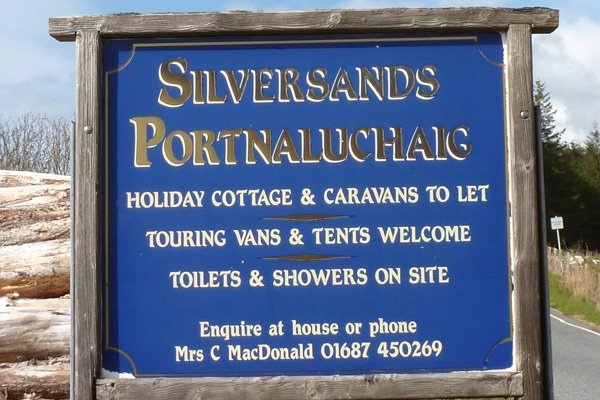 SILVERSANDS
PORTNALUCHAIG
HOLIDAY COTTAGE & CARAVANS TO LET
TOURING VANS & TENTS WELCOME
TOILETS & SHOWERS ON SITE
Enquire at house or phone
Mrs C MacDonald 01687 450269